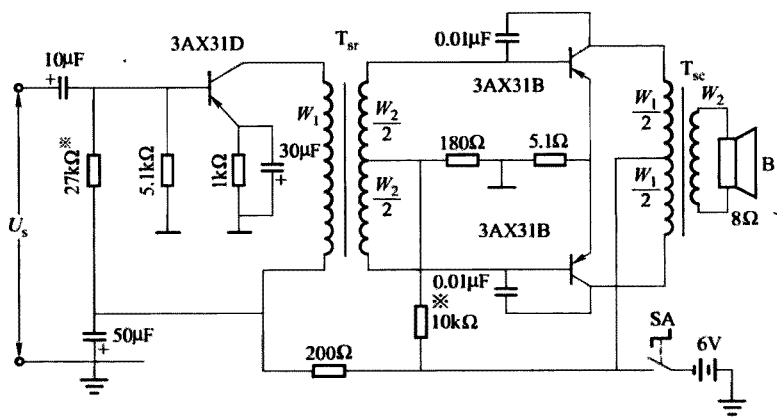 3AX31D
T_sr
0.01μF
10μF
+
3AX31B
T_sc
W_1
W_2/2
W_1/2
W_2
27kΩ※
5.1kΩ
1kΩ
30μF
+
180Ω
5.1Ω
B
U_s
W_2/2
W_1/2
3AX31B
8Ω
0.01μF
※
10kΩ
50μF
+
SA
6V
200Ω